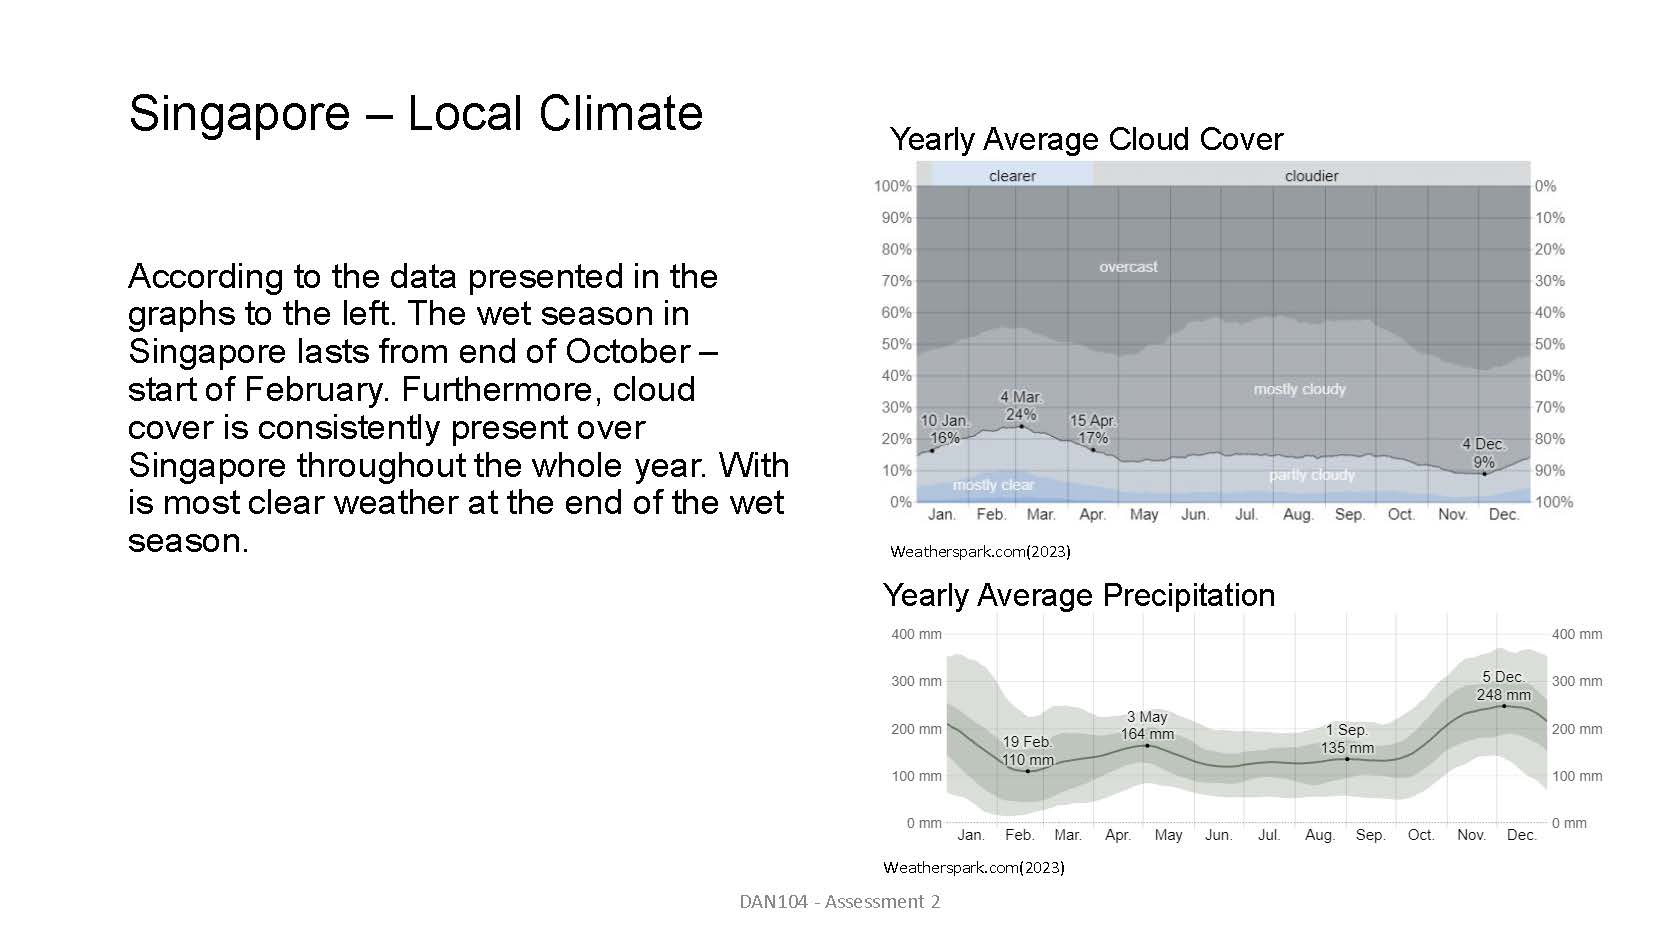 Singapore – Local Climate
According to the data presented in the
graphs to the left. The wet season in
Singapore lasts from end of October –
start of February. Furthermore, cloud
cover is consistently present over
Singapore throughout the whole year. With
is most clear weather at the end of the wet
season.
Yearly Average Cloud Cover
clearer cloudier
100% 0%
90% 10%
80% 20%
overcast
70% 30%
60% 40%
50% 50%
40% 60%
mostly cloudy
30% 70%
4 Mar.
24%
10 Jan.
16%
15 Apr.
17%
20% 80%
4 Dec.
9%
10% 90%
mostly clear partly cloudy
0% 100%
Jan. Feb. Mar. Apr. May Jun. Jul. Aug. Sep. Oct. Nov. Dec.
Weatherspark.com(2023)
Yearly Average Precipitation
400 mm 400 mm
300 mm 300 mm
5 Dec.
248 mm
3 May
164 mm
200 mm 200 mm
1 Sep.
135 mm
19 Feb.
110 mm
100 mm 100 mm
0 mm 0 mm
Jan. Feb. Mar. Apr. May Jun. Jul. Aug. Sep. Oct. Nov. Dec.
Weatherspark.com(2023)
DAN104 - Assessment 2